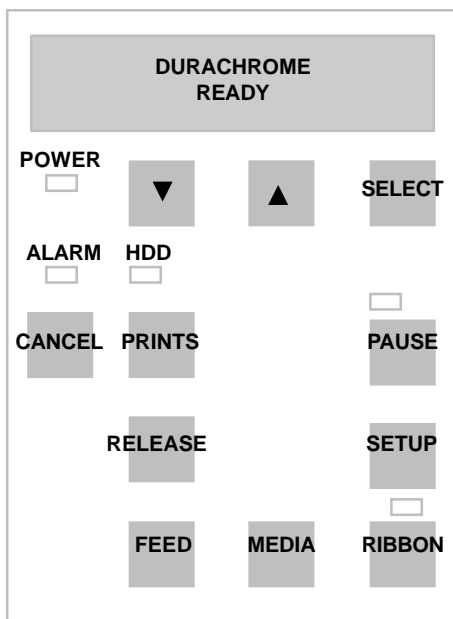 DURACHROME
READY
POWER
▼ ▲ SELECT
ALARM HDD
CANCEL PRINTS PAUSE
RELEASE SETUP
FEED MEDIA RIBBON